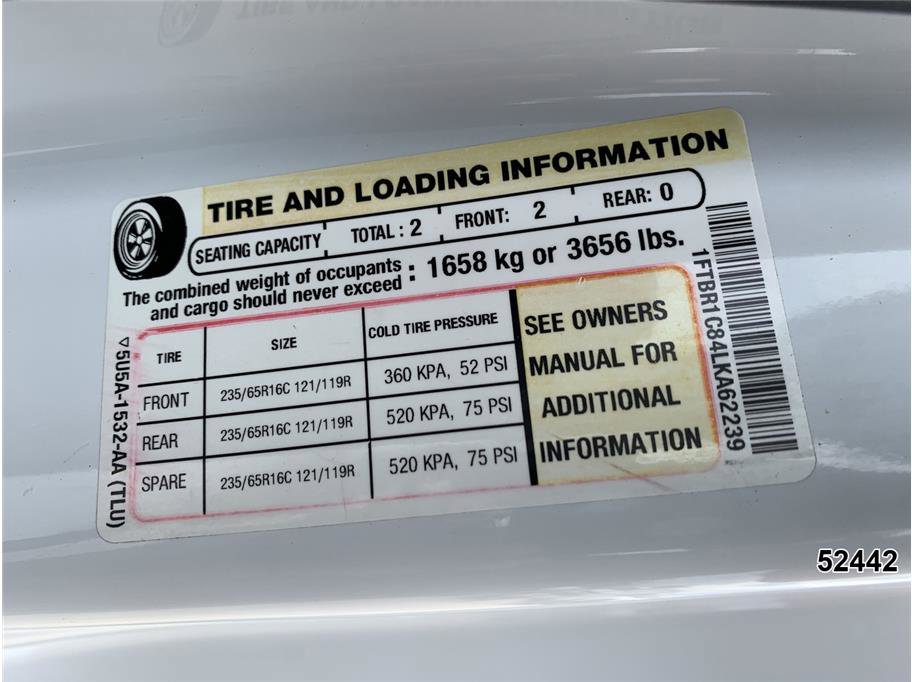 TIRE AND LOADING INFORMATION
SEATING CAPACITY TOTAL : 2 FRONT: 2 REAR: 0
The combined weight of occupants and cargo should never exceed : 1658 kg or 3656 lbs.
TIRE SIZE COLD TIRE PRESSURE
FRONT 235/65R16C 121/119R 360 KPA, 52 PSI
REAR 235/65R16C 121/119R 520 KPA, 75 PSI
SPARE 235/65R16C 121/119R 520 KPA, 75 PSI
SEE OWNERS
MANUAL FOR
ADDITIONAL
INFORMATION
1FTBR1C84LKA62239
▽5U5A-1532-AA (TLU)
52442